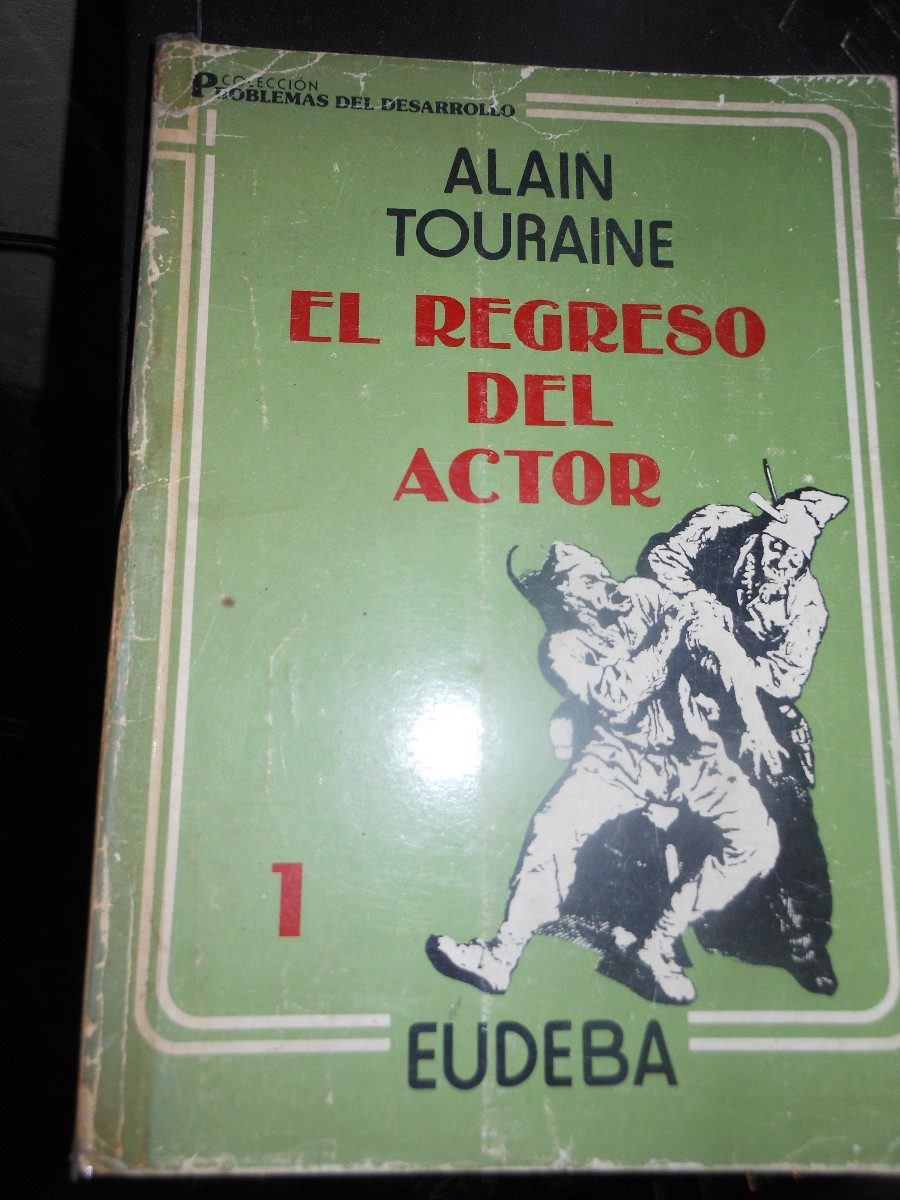 COLECCIÓN
PROBLEMAS DEL DESARROLLO
ALAIN
TOURAINE
EL REGRESO
DEL
ACTOR
1
EUDEBA